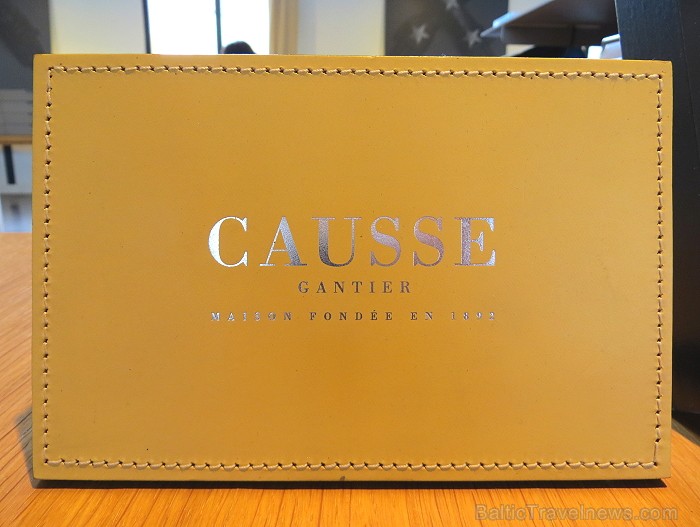 CAUSSE
GANTIER
MAISON FONDÉE EN 1892
BalticTravelnews.com